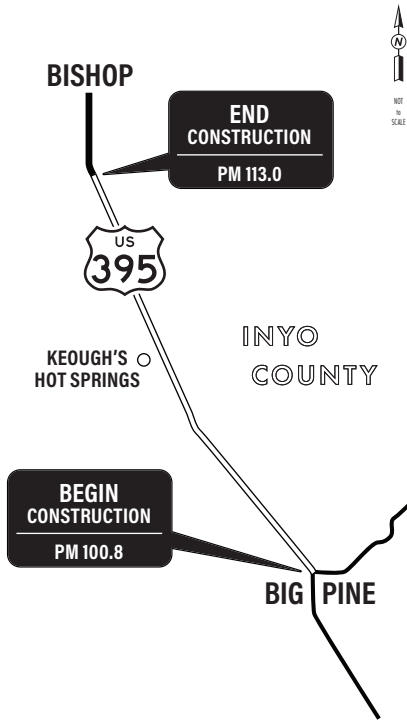 N
NOT
to
SCALE
BISHOP
END
CONSTRUCTION
PM 113.0
US
395
INYO
COUNTY
KEOUGH'S
HOT SPRINGS
BEGIN
CONSTRUCTION
PM 100.8
BIG PINE